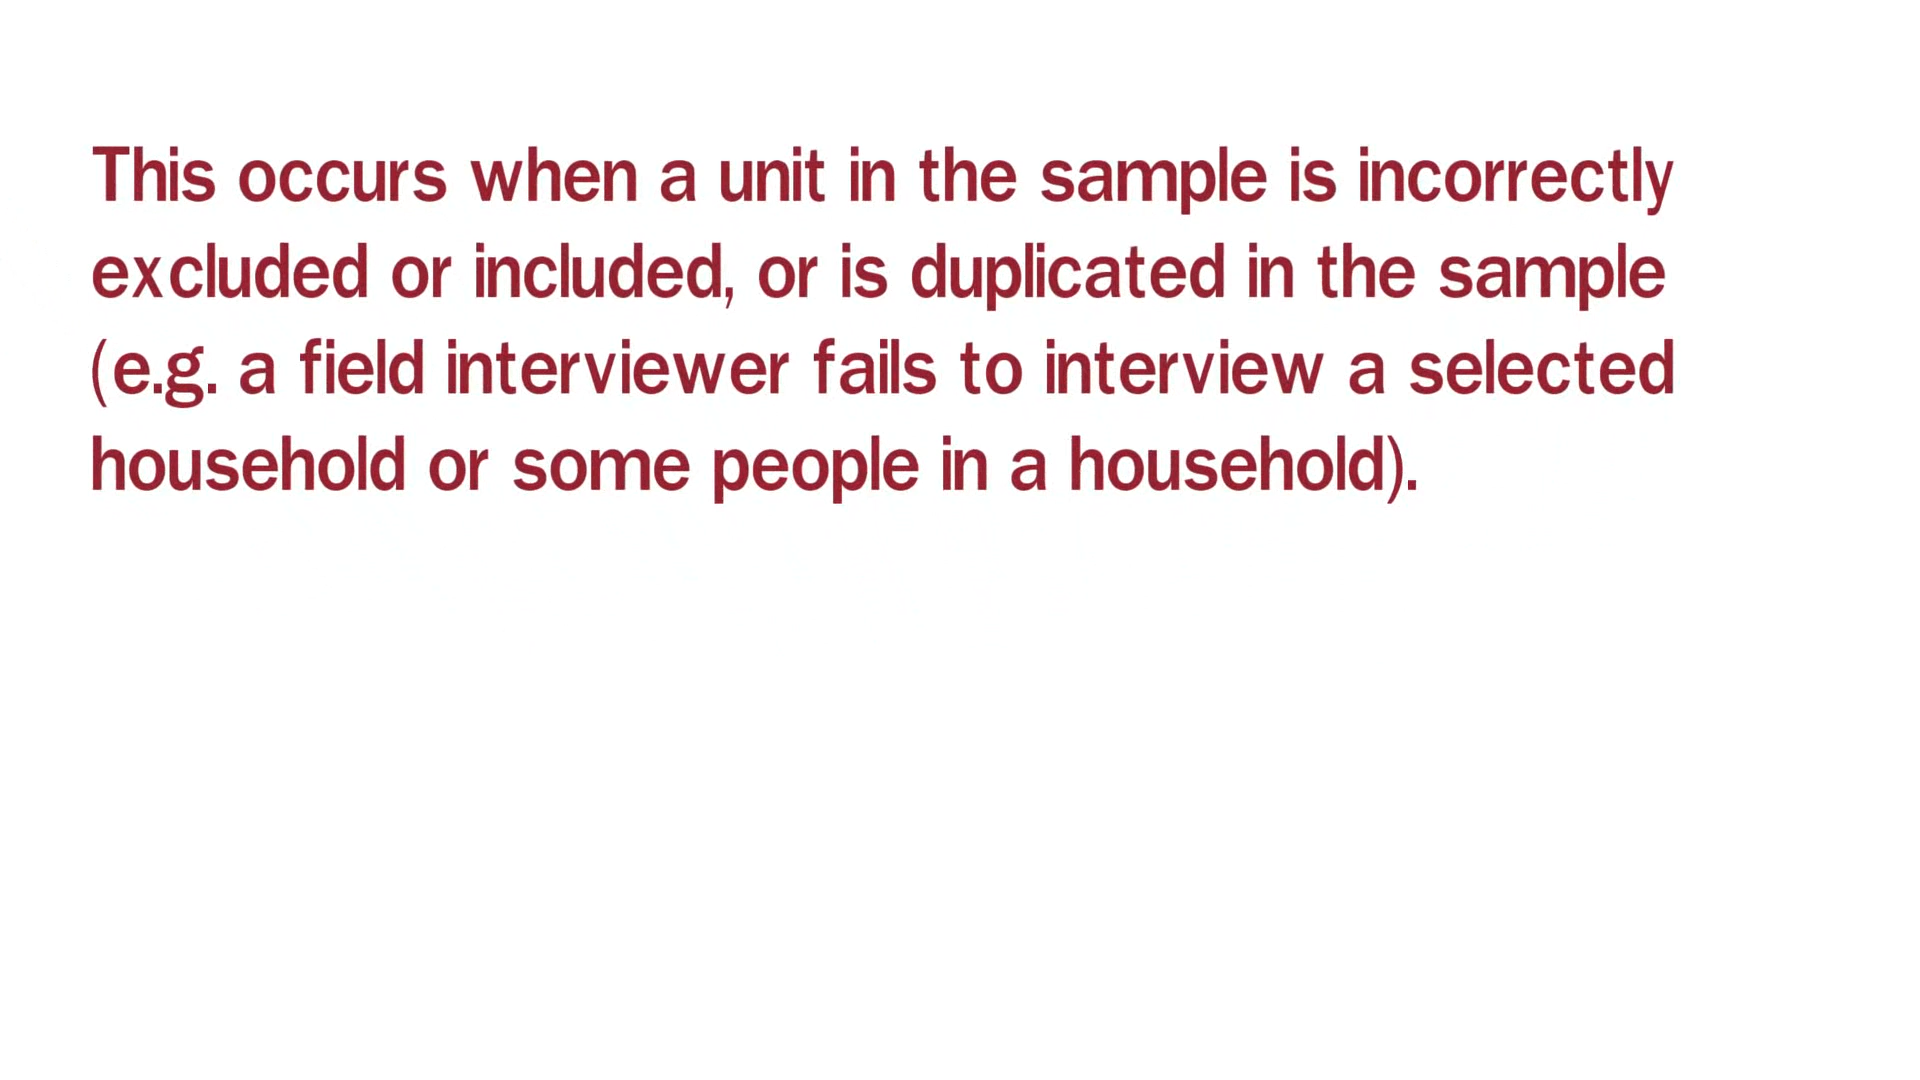 This occurs when a unit in the sample is incorrectly
excluded or included, or is duplicated in the sample
(e.g. a field interviewer fails to interview a selected
household or some people in a household).